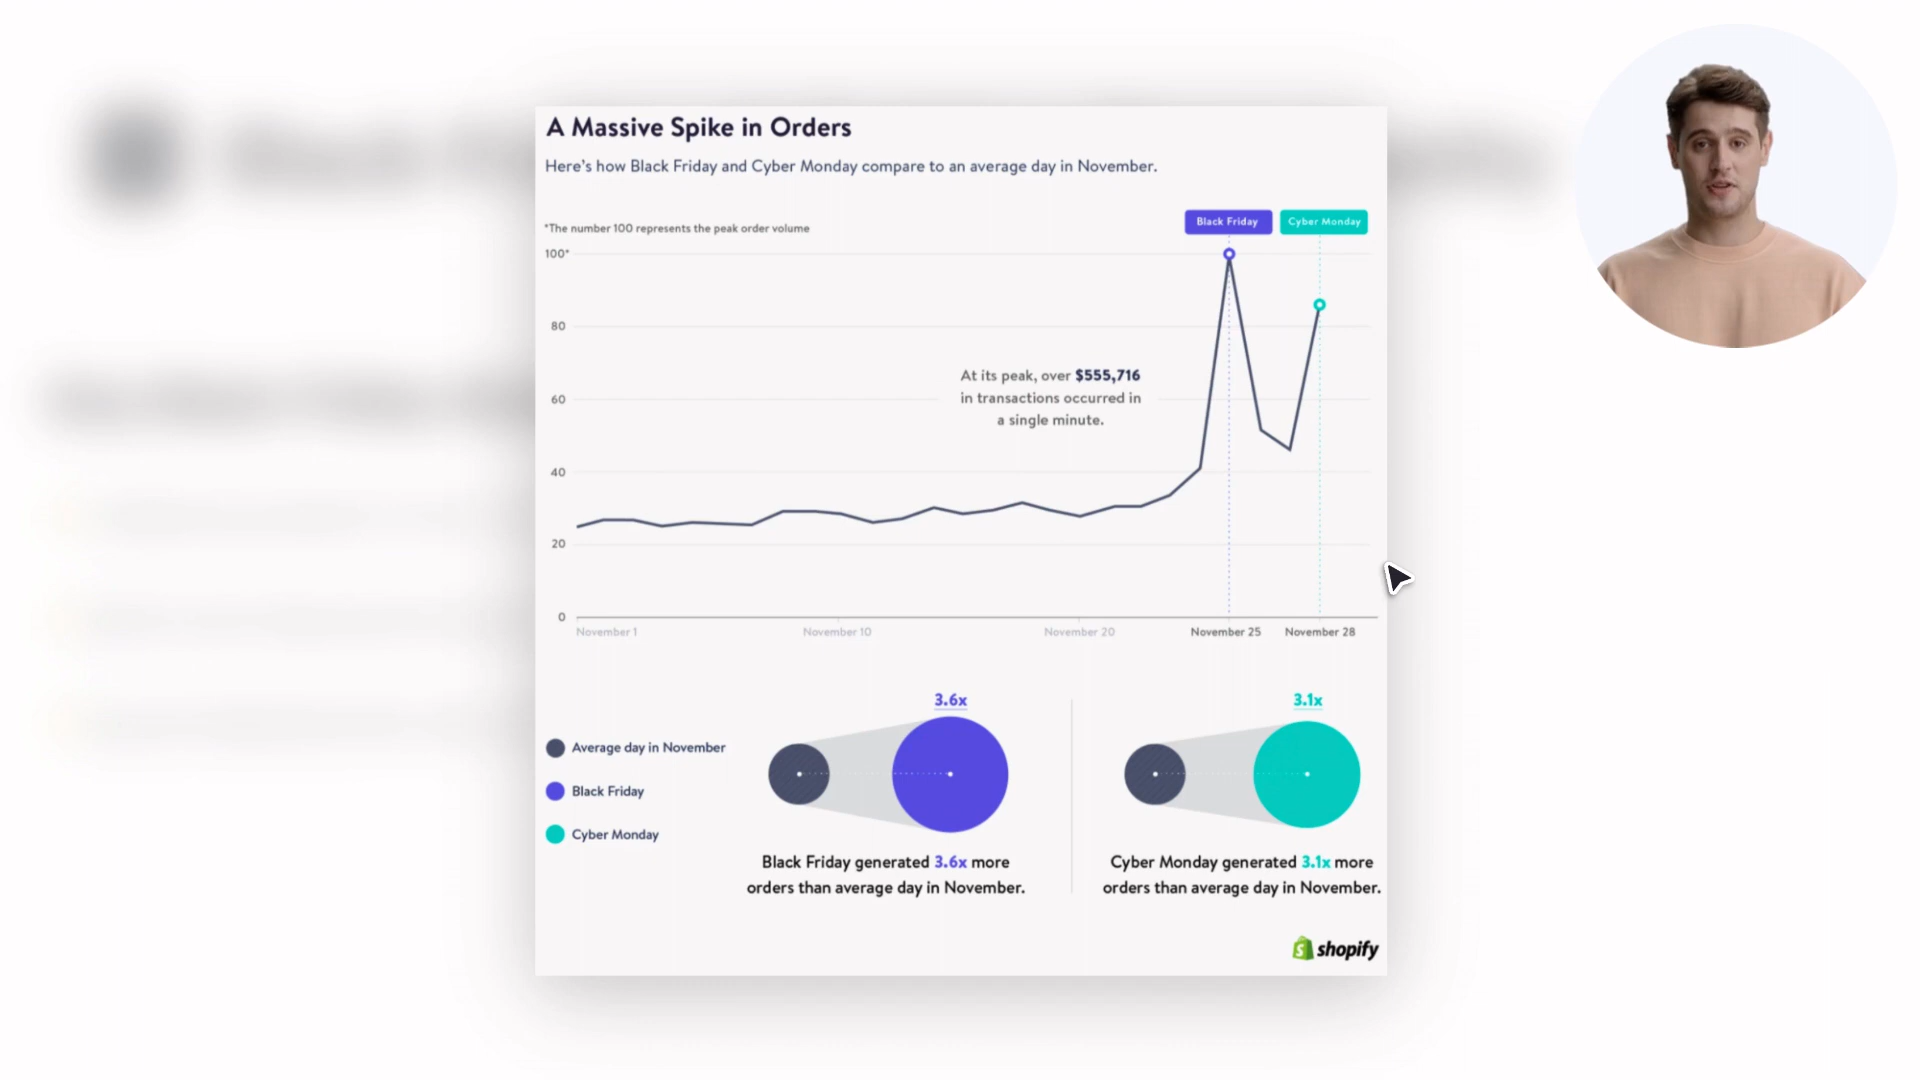 A Massive Spike in Orders
Here's how Black Friday and Cyber Monday compare to an average day in November.
Black Friday
Cyber Monday
*The number 100 represents the peak order volume
100*
80
At its peak, over $555,716
in transactions occurred in
a single minute.
60
40
20
0
November 1
November 10
November 20
November 25
November 28
3.6x
3.1x
Average day in November
Black Friday
Cyber Monday
Black Friday generated 3.6x more
orders than average day in November.
Cyber Monday generated 3.1x more
orders than average day in November.
shopify